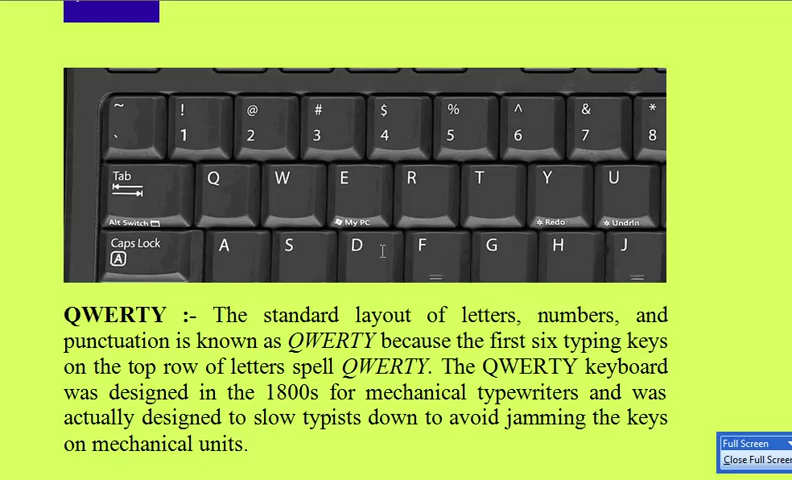 ~ ! @ # $ % ^ & *
` 1 2 3 4 5 6 7 8
Tab Q W E R T Y U
Alt Switch My PC Redo Undrln
Caps Lock A S D F G H J
A
QWERTY :- The standard layout of letters, numbers, and
punctuation is known as QWERTY because the first six typing keys
on the top row of letters spell QWERTY. The QWERTY keyboard
was designed in the 1800s for mechanical typewriters and was
actually designed to slow typists down to avoid jamming the keys
on mechanical units.
Full Screen
Close Full Screen